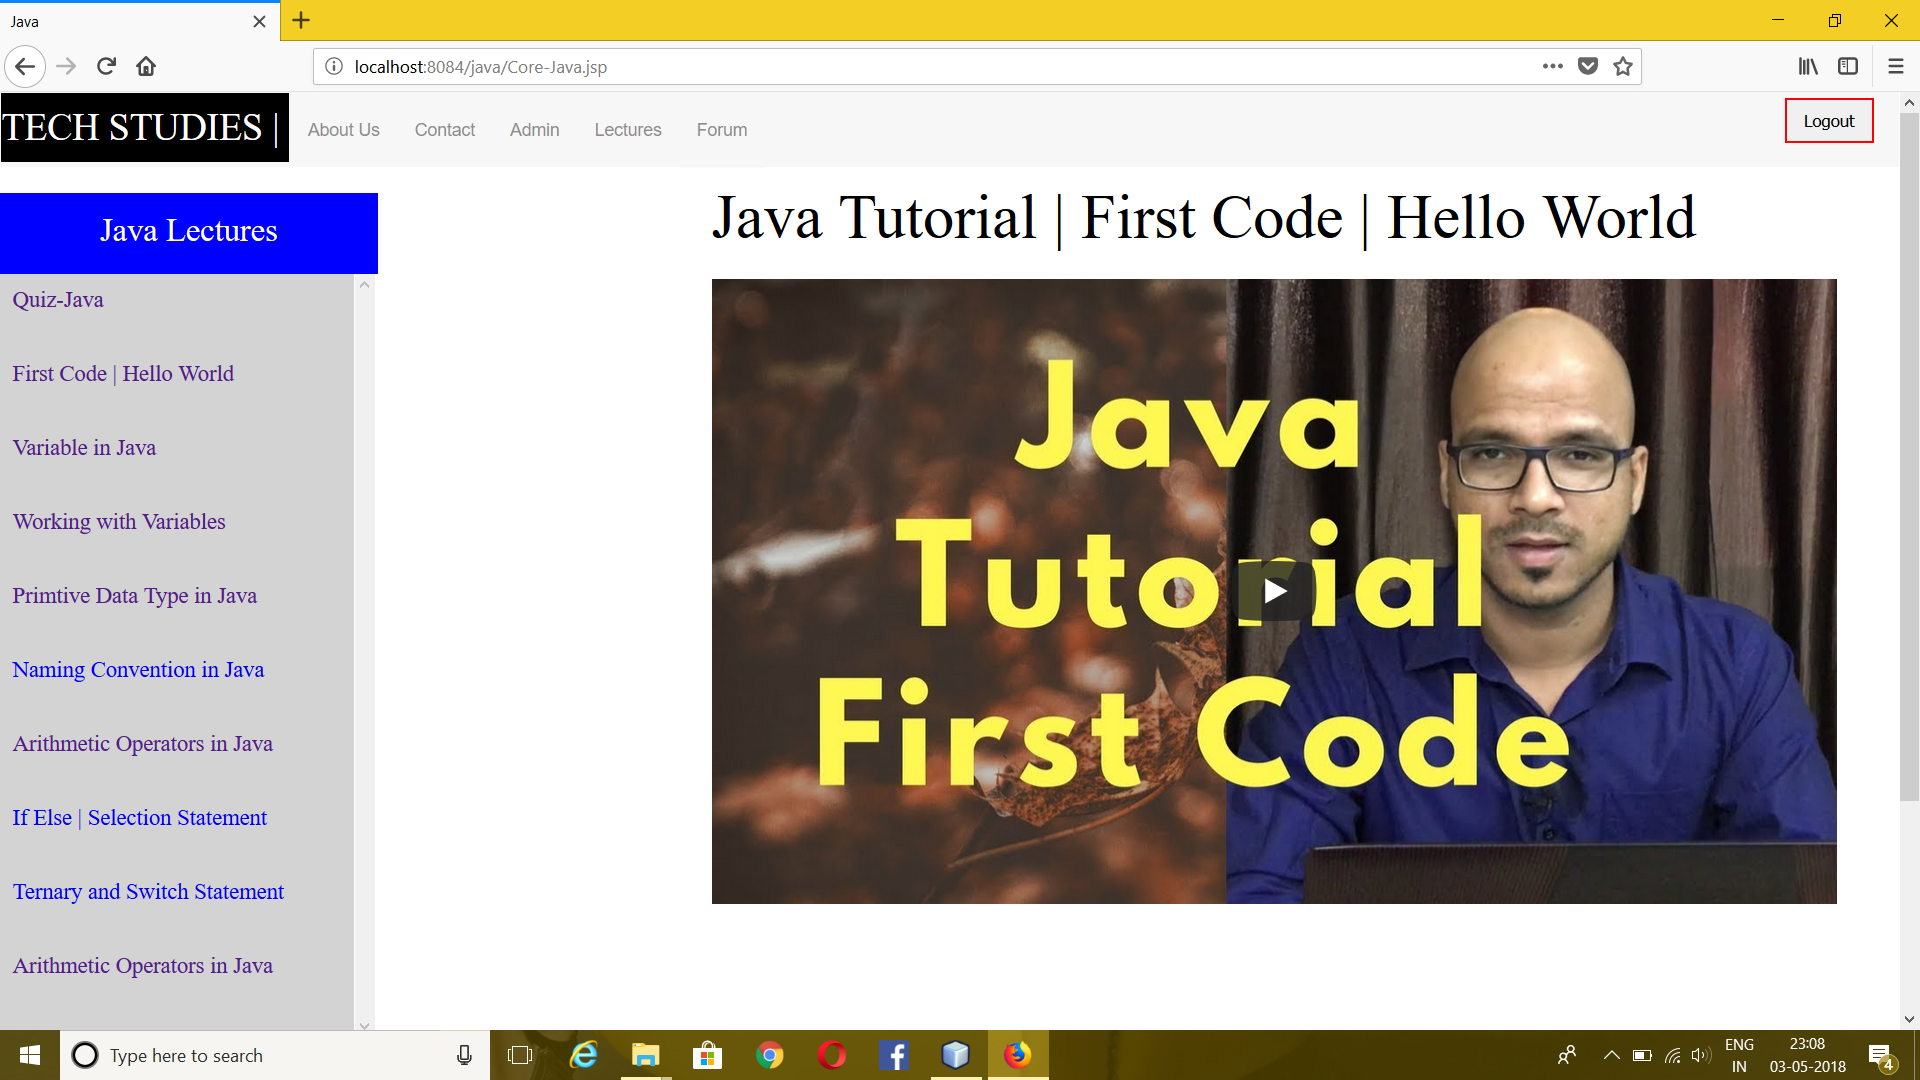 Java
localhost:8084/java/Core-Java.jsp
TECH STUDIES |
About Us
Contact
Admin
Lectures
Forum
Logout
Java Lectures
Quiz-Java
First Code | Hello World
Variable in Java
Working with Variables
Primtive Data Type in Java
Naming Convention in Java
Arithmetic Operators in Java
If Else | Selection Statement
Ternary and Switch Statement
Arithmetic Operators in Java
Java Tutorial | First Code | Hello World
Java
Tutorial
First Code
Type here to search
ENG
IN
23:08
03-05-2018
4